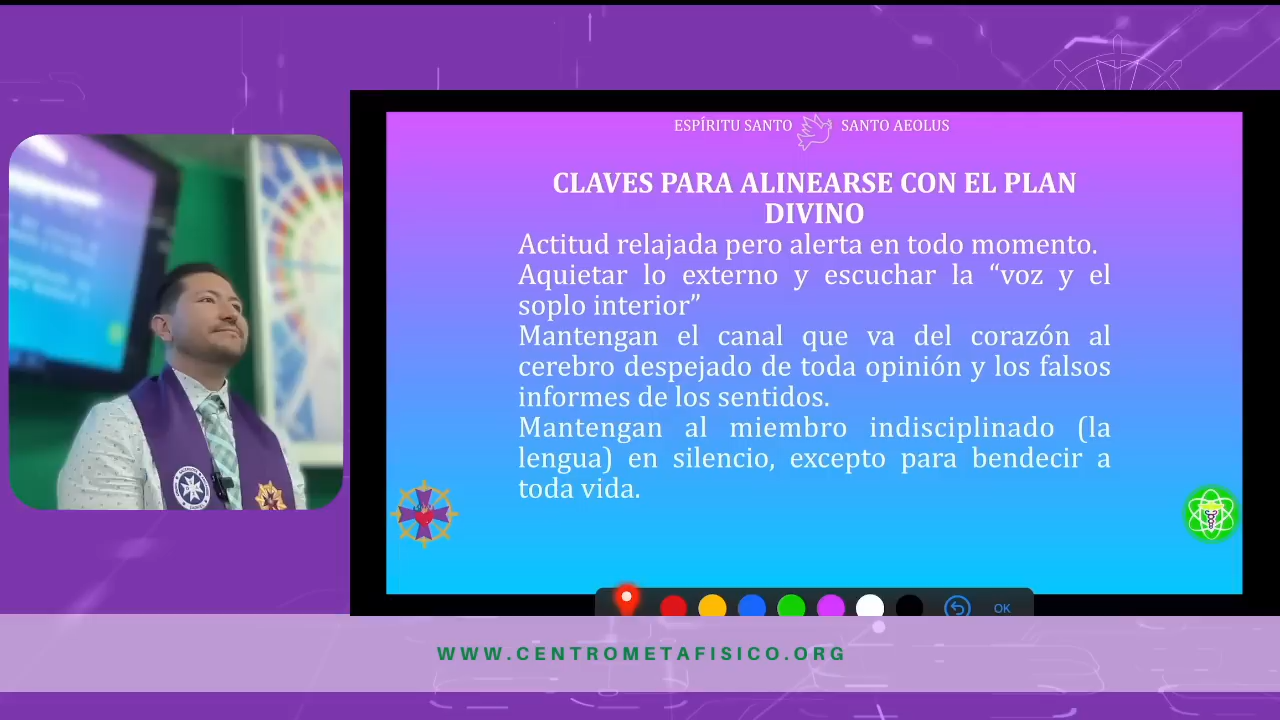 ESPÍRITU SANTO SANTO AEOLUS
CLAVES PARA ALINEARSE CON EL PLAN
DIVINO
Actitud relajada pero alerta en todo momento.
Aquietar lo externo y escuchar la “voz y el
soplo interior”
Mantengan el canal que va del corazón al
cerebro despejado de toda opinión y los falsos
informes de los sentidos.
Mantengan al miembro indisciplinado (la
lengua) en silencio, excepto para bendecir a
toda vida.
OK
WWW.CENTROMETAFISICO.ORG